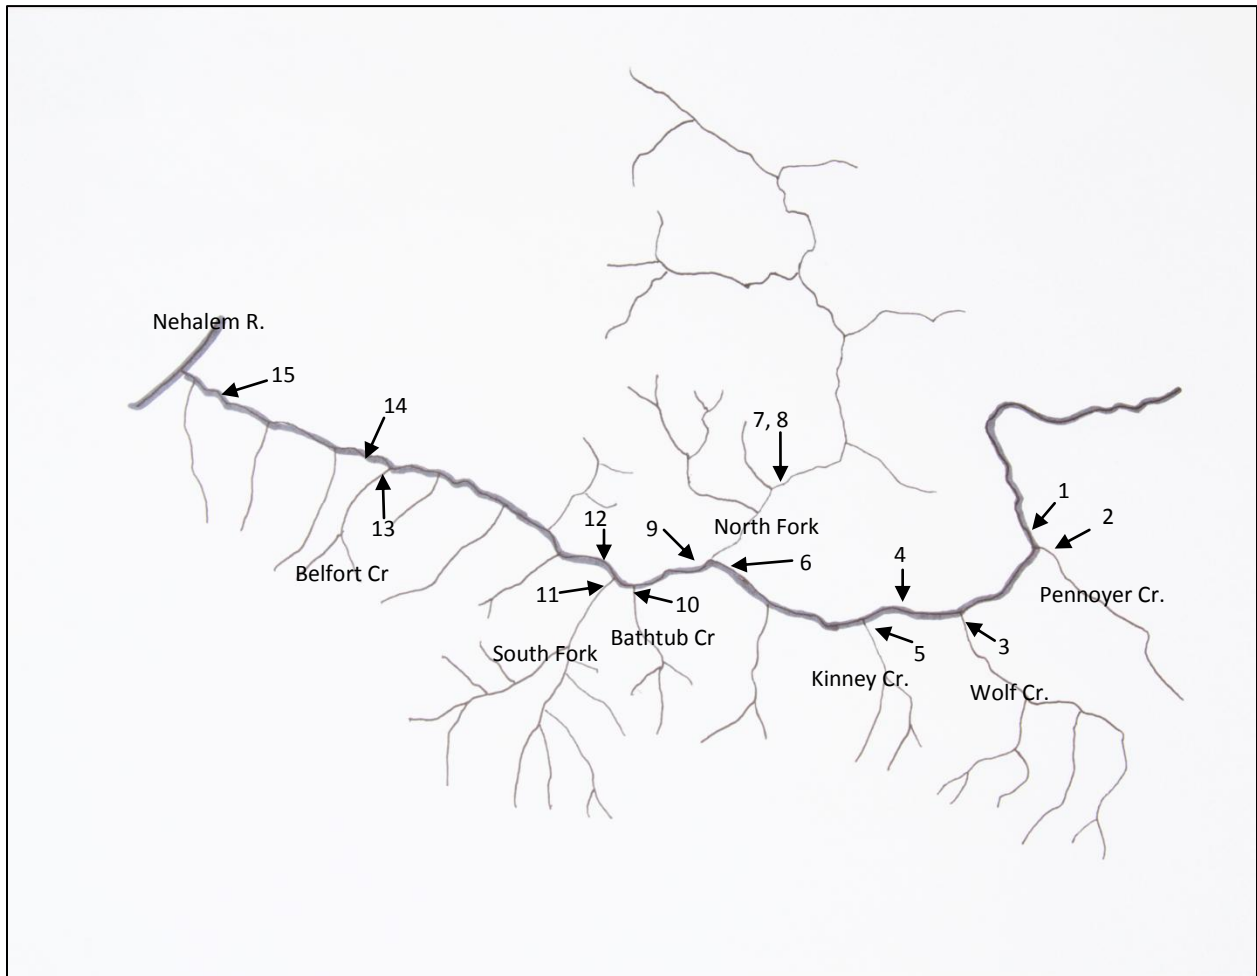 Nehalem R.
15
14
7, 8
13
12
9
North Fork
1
2
6
4
Belfort Cr
11
10
Pennoyer Cr.
Bathtub Cr
5
3
South Fork
Kinney Cr.
Wolf Cr.